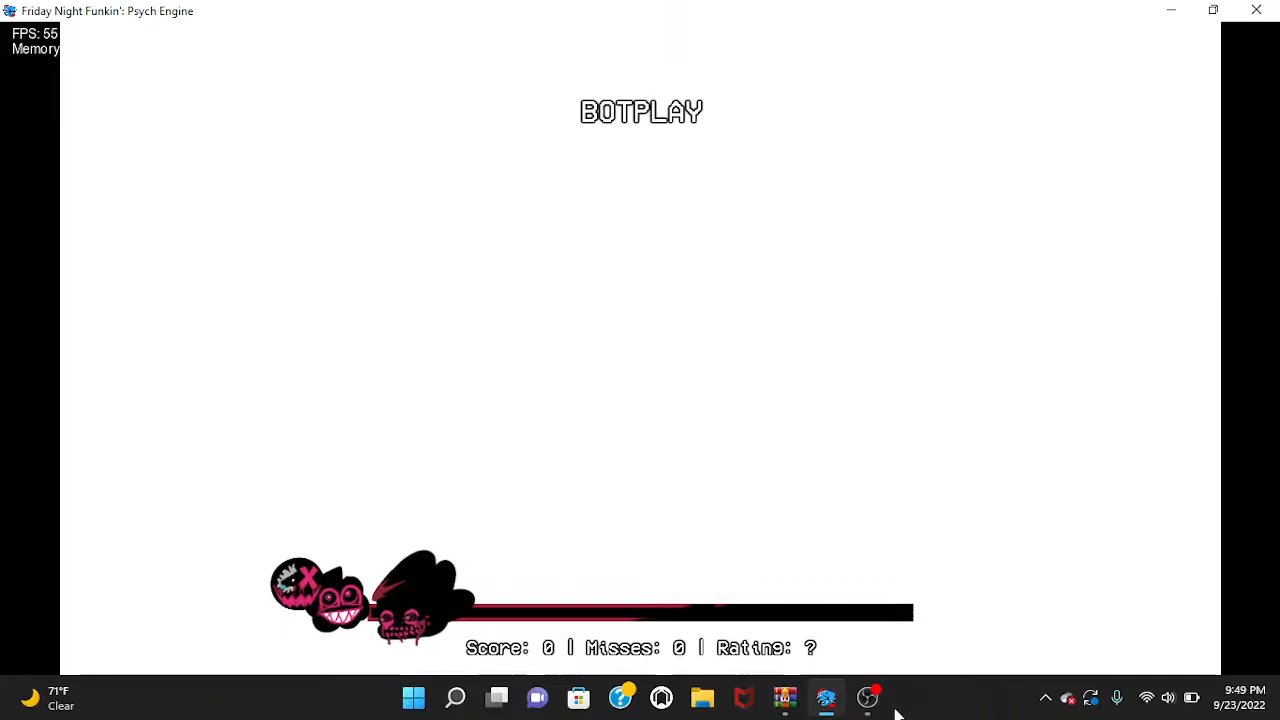 Friday Night Funkin': Psych Engine
FPS: 55
Memory
BOTPLAY
Score: 0 | Misses: 0 | Rating: ?
71°F
Clear
9:49 PM
9/23/2022